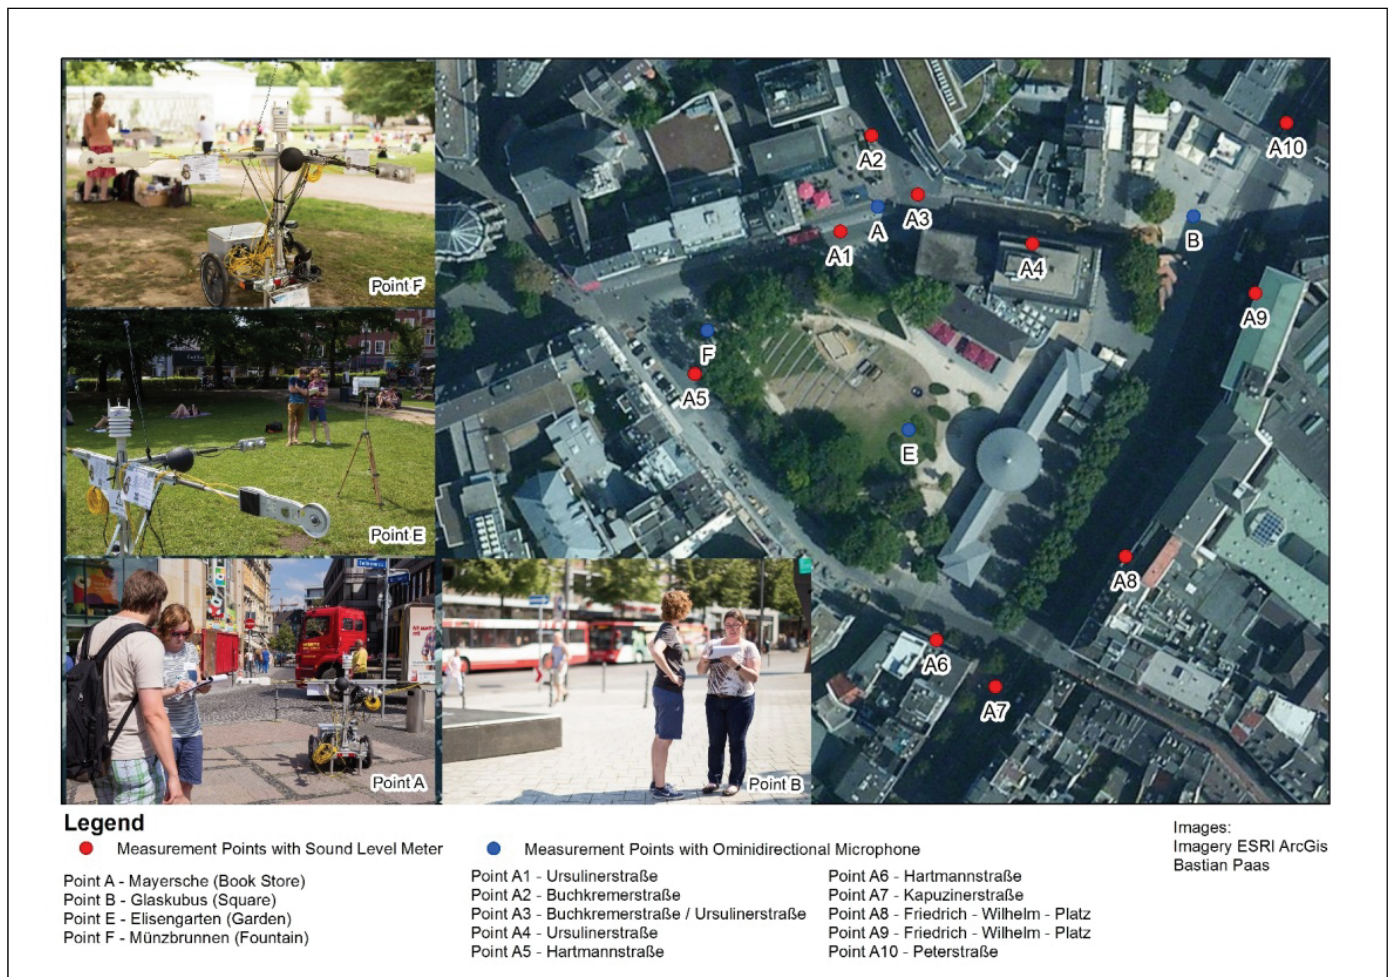 Point F
Point E
Point A
Point B
A2
A3
A
A1
A4
B
A10
A9
F
A5
E
A8
A6
A7
Legend
Measurement Points with Sound Level Meter
Measurement Points with Ominidirectional Microphone
Point A - Mayersche (Book Store)
Point B - Glaskubus (Square)
Point E - Elisengarten (Garden)
Point F - Münzbrunnen (Fountain)
Point A1 - Ursulinerstraße
Point A2 - Buchkremerstraße
Point A3 - Buchkremerstraße / Ursulinerstraße
Point A4 - Ursulinerstraße
Point A5 - Hartmannstraße
Point A6 - Hartmannstraße
Point A7 - Kapuzinerstraße
Point A8 - Friedrich - Wilhelm - Platz
Point A9 - Friedrich - Wilhelm - Platz
Point A10 - Peterstraße
Images:
Imagery ESRI ArcGis
Bastian Paas